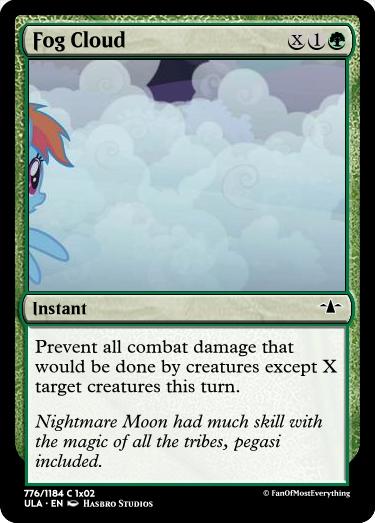 Fog Cloud X 1
Instant
Prevent all combat damage that
would be done by creatures except X
target creatures this turn.
Nightmare Moon had much skill with
the magic of all the tribes, pegasi
included.
776/1184 C 1x02
ULA • EN Hasbro Studios © FanOfMostEverything